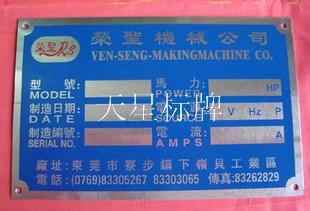 榮聖RS 榮聖機械公司
VEN-SENG-MAKINGMACHINE CO.
型號: 馬力: HP
MODEL POWER
制造日期: 電源: V Hz P
DATE
制造編號: 電流: A
SERIAL NO. AMPS
天星标牌
廠址:東莞市寮步鎮下嶺貝工業區
電話:(0769)83305267 83303065 傳真:83262829